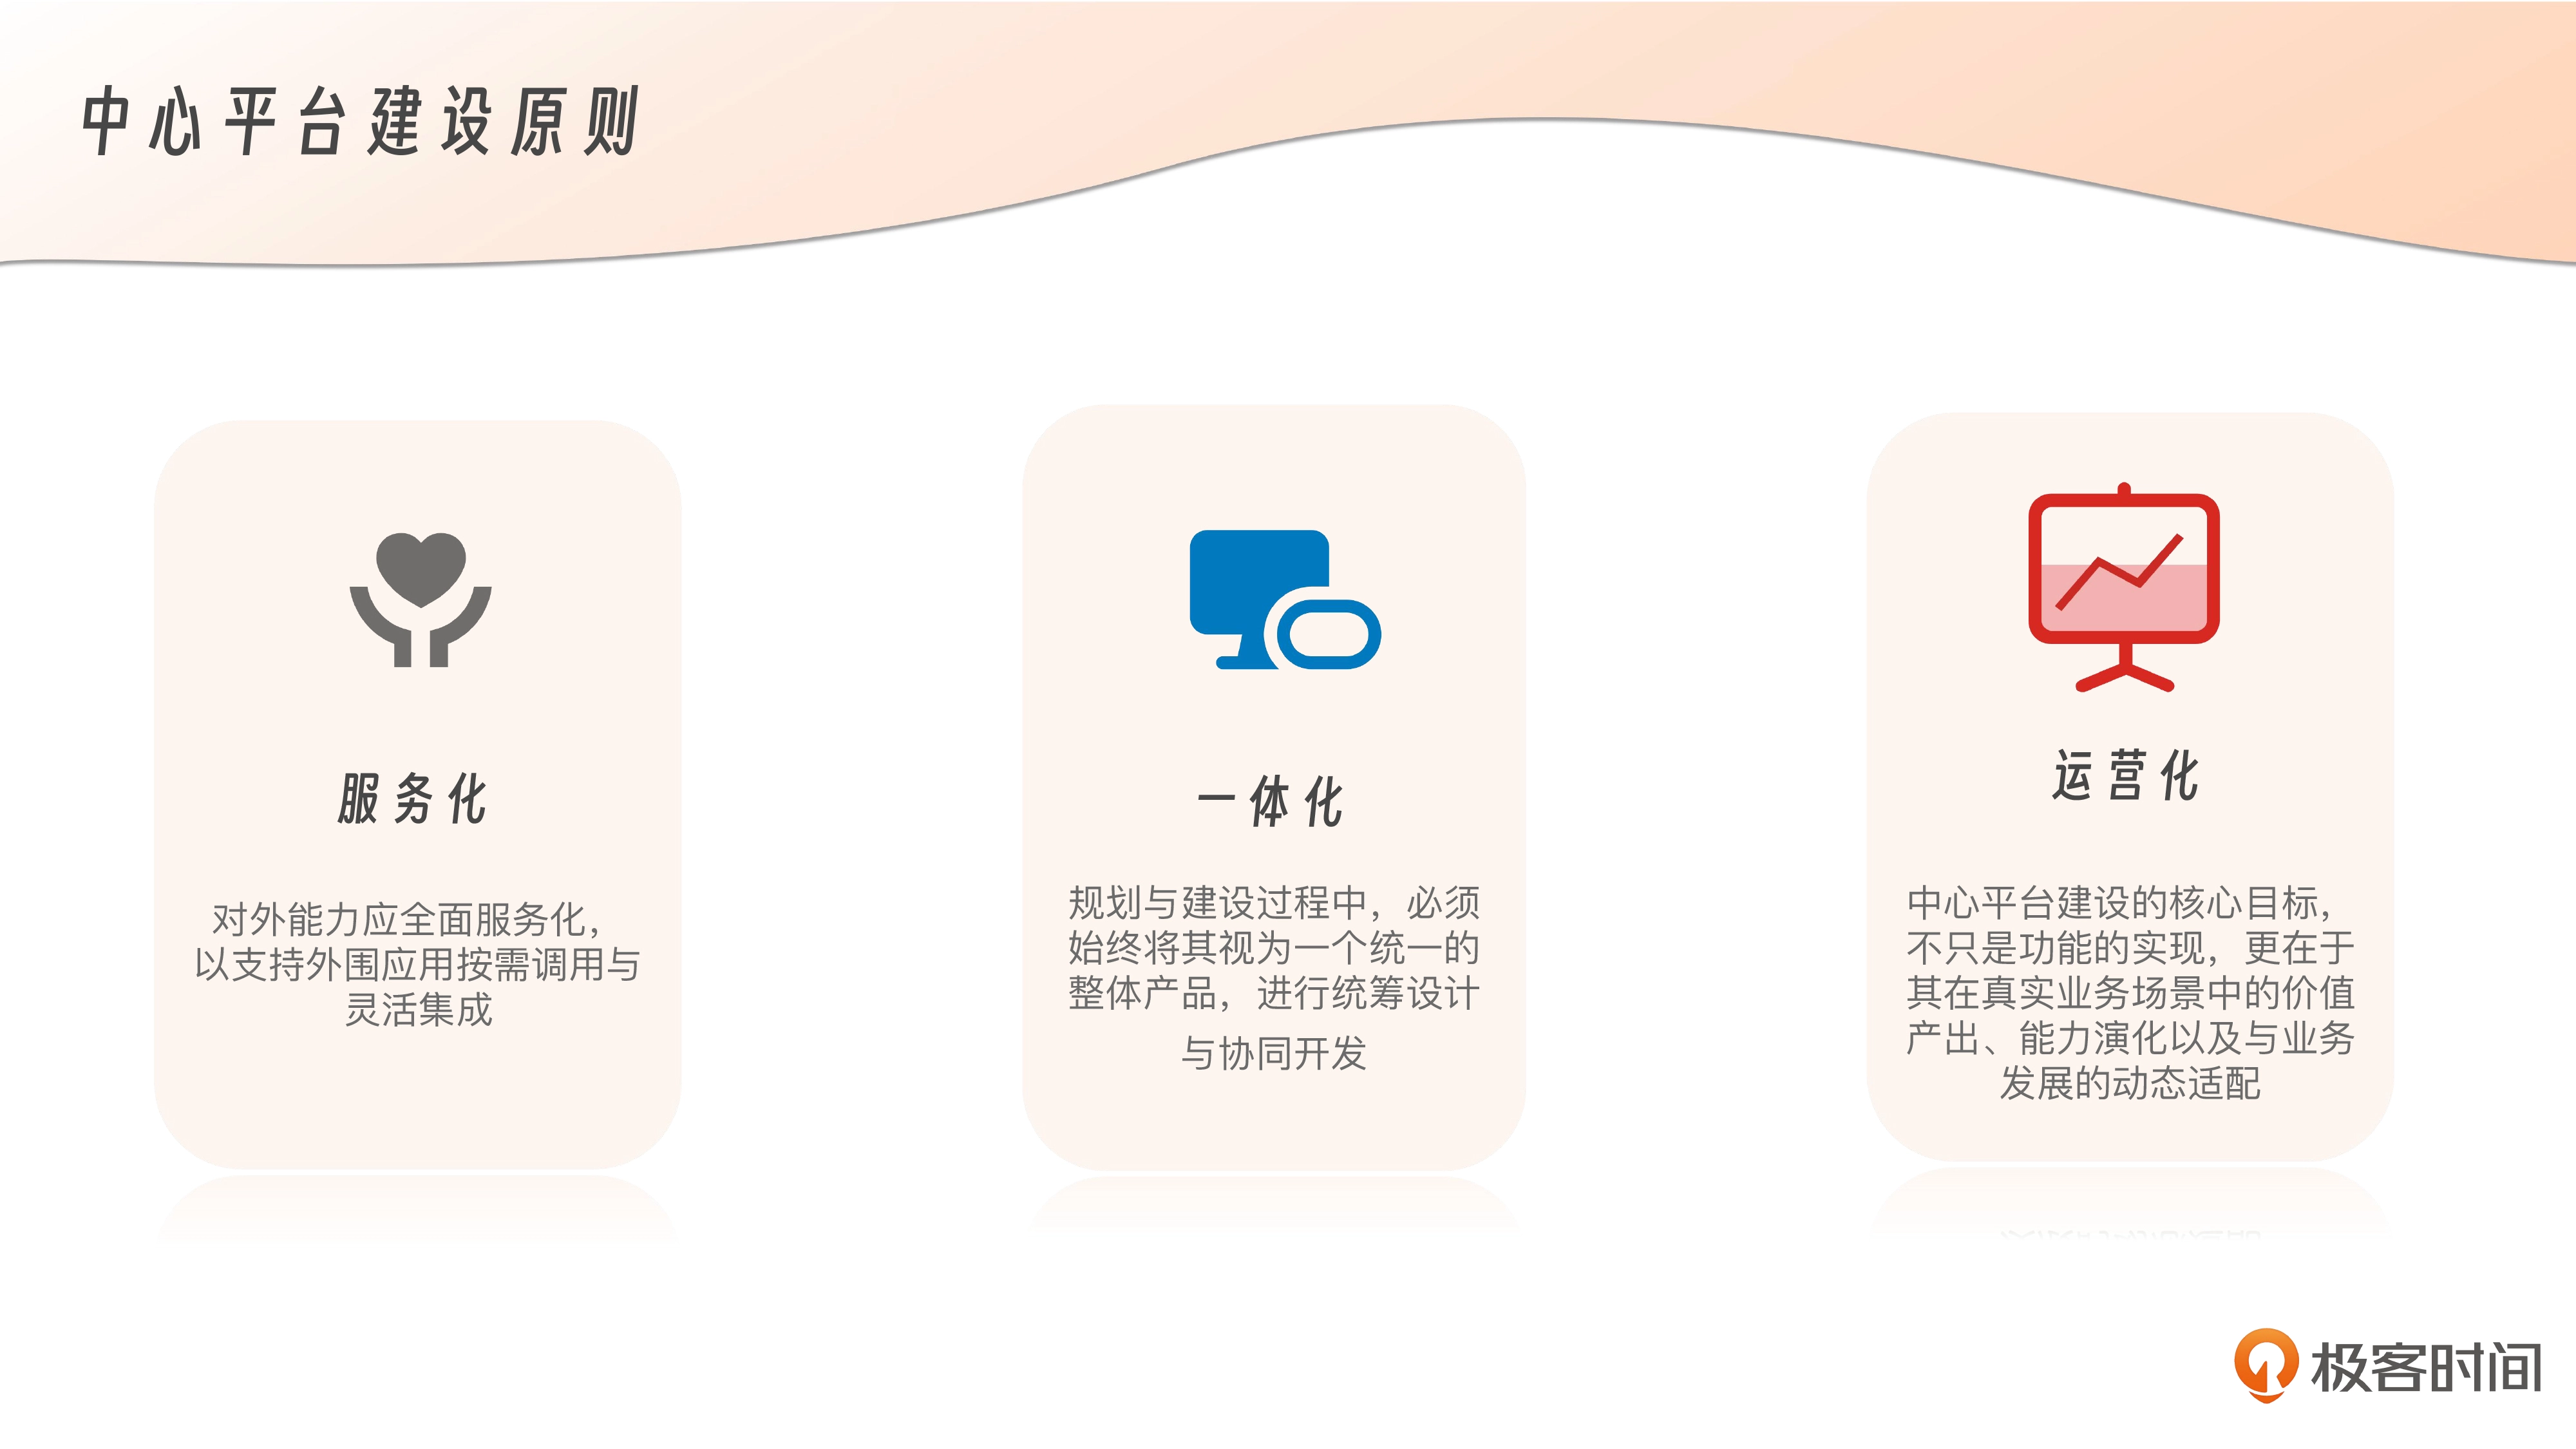 中心平台建设原则
服务化
对外能力应全面服务化，
以支持外围应用按需调用与
灵活集成
一体化
规划与建设过程中，必须
始终将其视为一个统一的
整体产品，进行统筹设计
与协同开发
运营化
中心平台建设的核心目标，
不只是功能的实现，更在于
其在真实业务场景中的价值
产出、能力演化以及与业务
发展的动态适配
极客时间